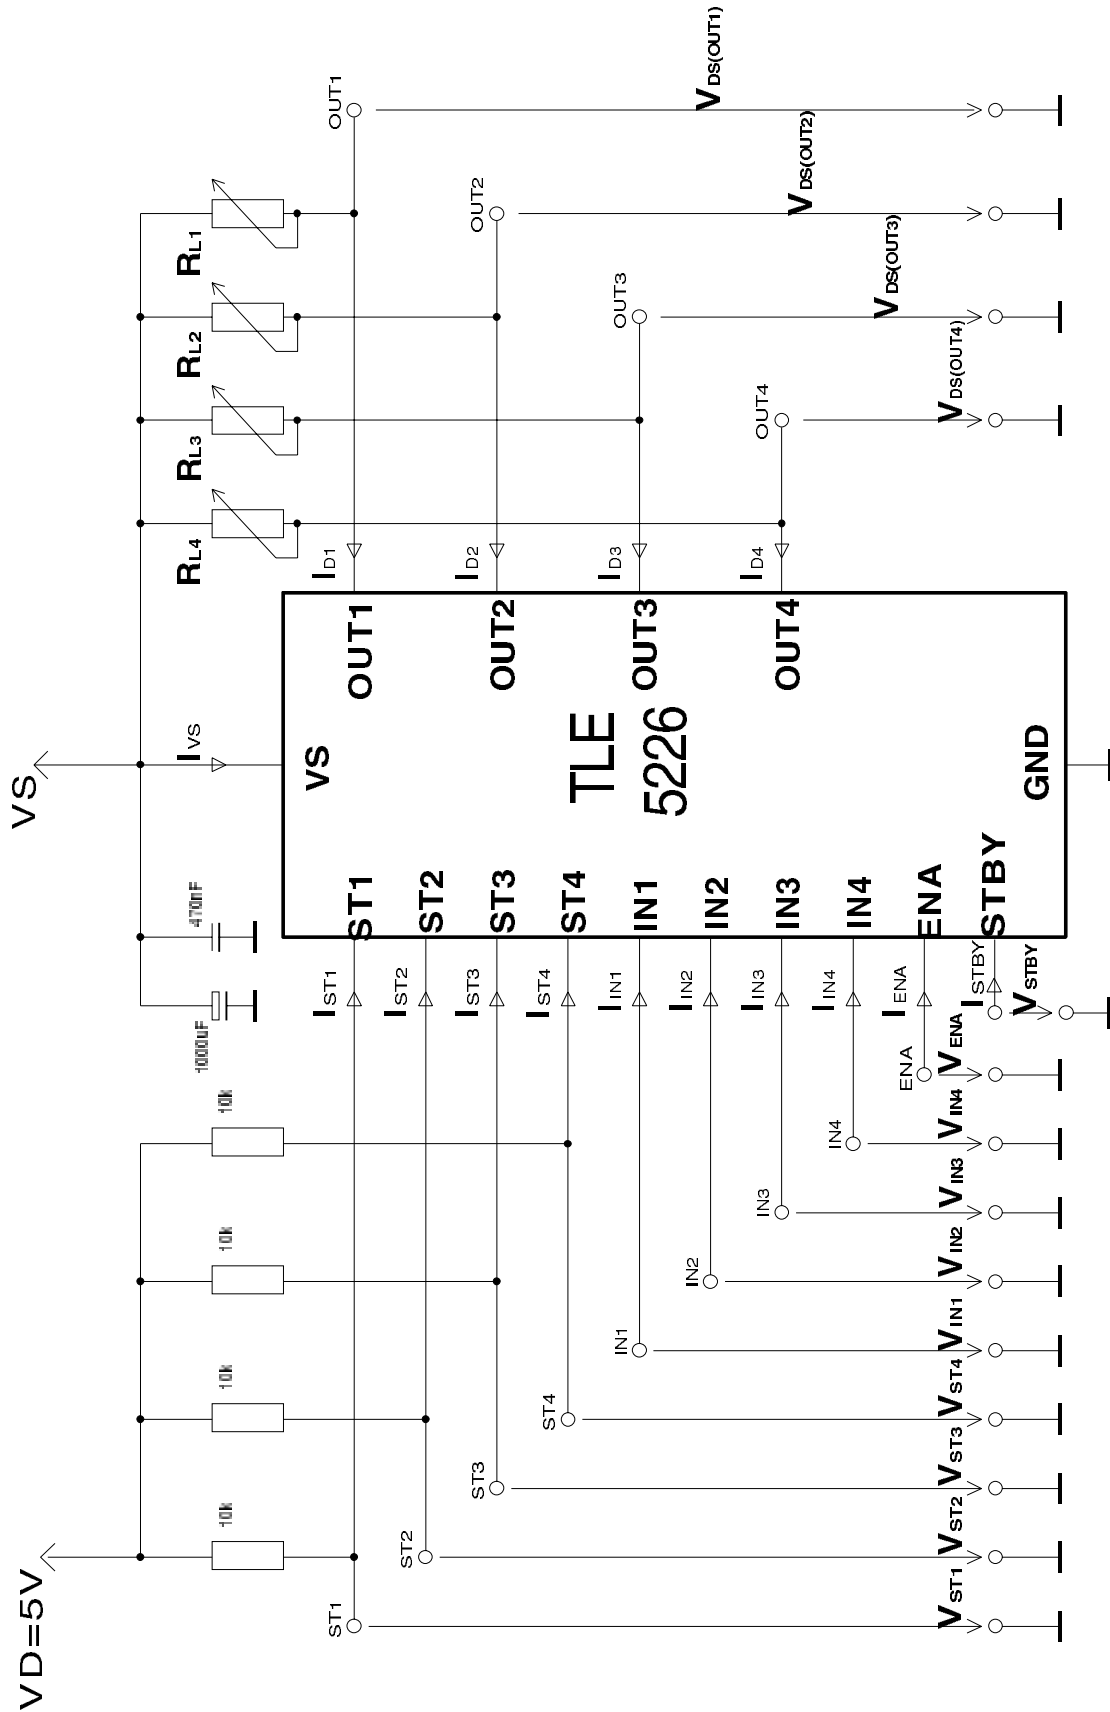 VD=5V
VS
10k
10k
10k
10k
1000uF
470nF
IVS
RL4
RL3
RL2
RL1
ST1
IST1
ST1
VS
OUT1
ID1
OUT1
ST2
IST2
ST2
OUT2
ID2
OUT2
ST3
IST3
ST3
TLE
5226
OUT3
ID3
OUT3
ST4
IST4
ST4
OUT4
ID4
OUT4
IN1
IIN1
IN1
IN2
IIN2
IN2
IN3
IIN3
IN3
IN4
IIN4
IN4
ENA
IENA
ENA
ISTBY
STBY
GND
VST1
VST2
VST3
VST4
VIN1
VIN2
VIN3
VIN4
VENA
VSTBY
VDS(OUT4)
VDS(OUT3)
VDS(OUT2)
VDS(OUT1)